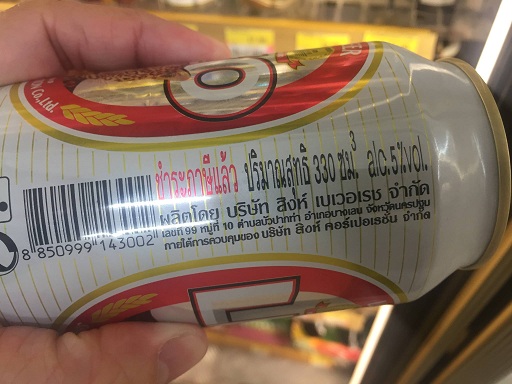 Co.,Ltd.
ชำระภาษีแล้ว ปริมาณสุทธิ 330 ซม.³ alc.5%vol.
ผลิตโดย บริษัท สิงห์ เบเวอเรช จำกัด
เลขที่ 99 หมู่ที่ 10 ตำบลบัวปากท่า อำเภอบางเลน จังหวัดนครปฐม
ภายใต้การควบคุมของ บริษัท สิงห์ คอร์เปอเรชั่น จำกัด
8 850999 143002